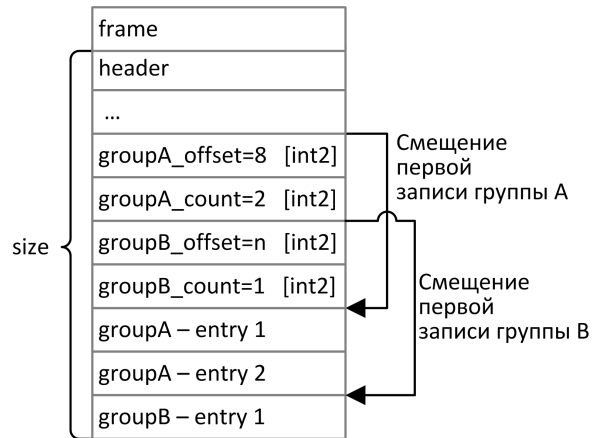 frame
header
...
groupA_offset=8 [int2]
groupA_count=2 [int2]
groupB_offset=n [int2]
groupB_count=1 [int2]
groupA – entry 1
groupA – entry 2
groupB – entry 1
size
Смещение
первой
записи группы А
Смещение
первой
записи группы В